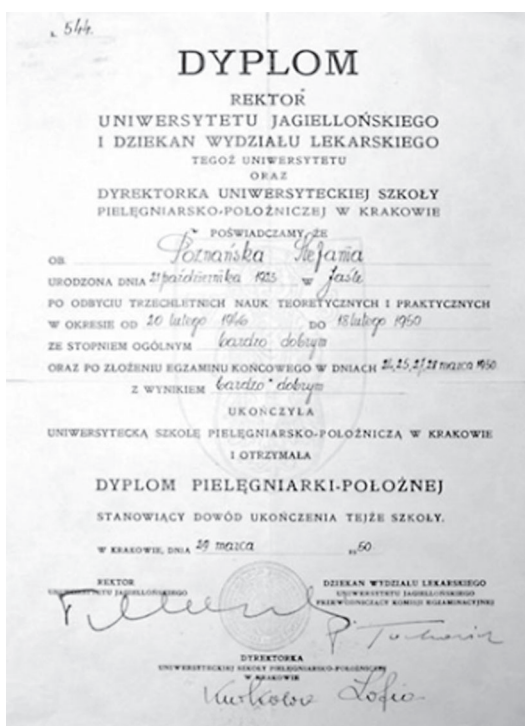 L. 544.
DYPLOM
REKTOR
UNIWERSYTETU JAGIELLOŃSKIEGO
I DZIEKAN WYDZIAŁU LEKARSKIEGO
TEGOŻ UNIWERSYTETU
ORAZ
DYREKTORKA UNIWERSYTECKIEJ SZKOŁY
PIELĘGNIARSKO-POŁOŻNICZEJ W KRAKOWIE
POŚWIADCZAMY, ŻE
OB. Poznańska Stefania
URODZONA DNIA 21 października 1923 W Jaśle
PO ODBYCIU TRZECHLETNICH NAUK TEORETYCZNYCH I PRAKTYCZNYCH
W OKRESIE OD 20 lutego 1946 DO 18 lutego 1950
ZE STOPNIEM OGÓLNYM bardzo dobrym
ORAZ PO ZŁOŻENIU EGZAMINU KOŃCOWEGO W DNIACH 25, 27, 28 marca 1950
Z WYNIKIEM bardzo dobrym
UKOŃCZYŁA
UNIWERSYTECKĄ SZKOŁĘ PIELĘGNIARSKO-POŁOŻNICZĄ W KRAKOWIE
I OTRZYMAŁA
DYPLOM PIELĘGNIARKI-POŁOŻNEJ
STANOWIĄCY DOWÓD UKOŃCZENIA TEJŻE SZKOŁY.
W KRAKOWIE, DNIA 29 marca 1950
REKTOR
UNIWERSYTETU JAGIELLOŃSKIEGO
DZIEKAN WYDZIAŁU LEKARSKIEGO
UNIWERSYTETU JAGIELLOŃSKIEGO
PRZEWODNICZĄCY KOMISJI EGZAMINACYJNEJ
DYREKTORKA
UNIWERSYTECKIEJ SZKOŁY PIELĘGNIARSKO-POŁOŻNICZEJ
W KRAKOWIE
Zofia